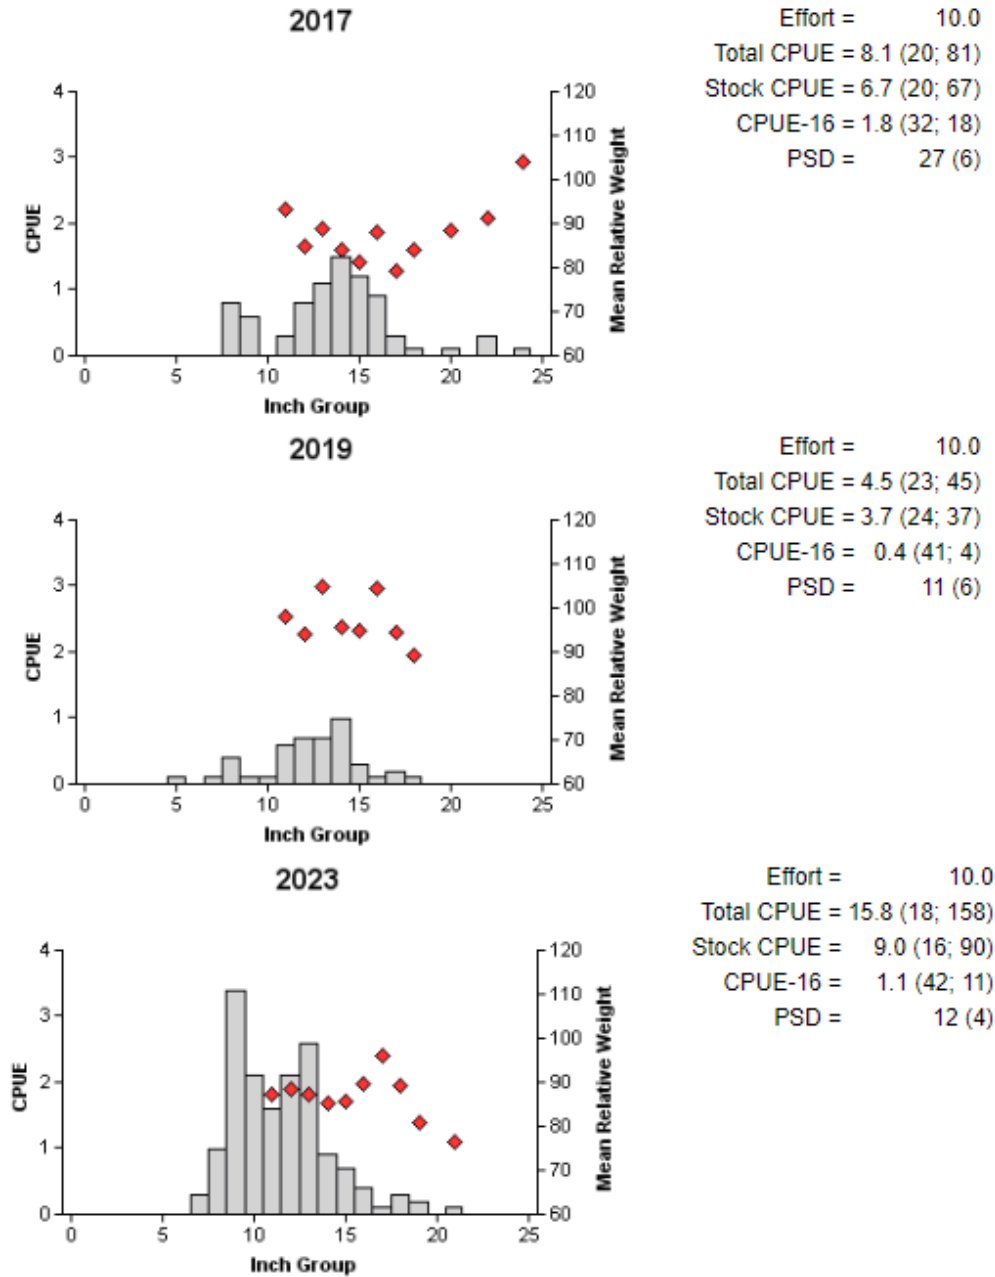 2017
Effort = 10.0
Total CPUE = 8.1 (20; 81)
Stock CPUE = 6.7 (20; 67)
CPUE-16 = 1.8 (32; 18)
PSD = 27 (6)
4
3
2
1
0
CPUE
120
110
100
90
80
70
60
Mean Relative Weight
0 5 10 15 20 25
Inch Group
2019
Effort = 10.0
Total CPUE = 4.5 (23; 45)
Stock CPUE = 3.7 (24; 37)
CPUE-16 = 0.4 (41; 4)
PSD = 11 (6)
4
3
2
1
0
CPUE
120
110
100
90
80
70
60
Mean Relative Weight
0 5 10 15 20 25
Inch Group
2023
Effort = 10.0
Total CPUE = 15.8 (18; 158)
Stock CPUE = 9.0 (16; 90)
CPUE-16 = 1.1 (42; 11)
PSD = 12 (4)
4
3
2
1
0
CPUE
120
110
100
90
80
70
60
Mean Relative Weight
0 5 10 15 20 25
Inch Group